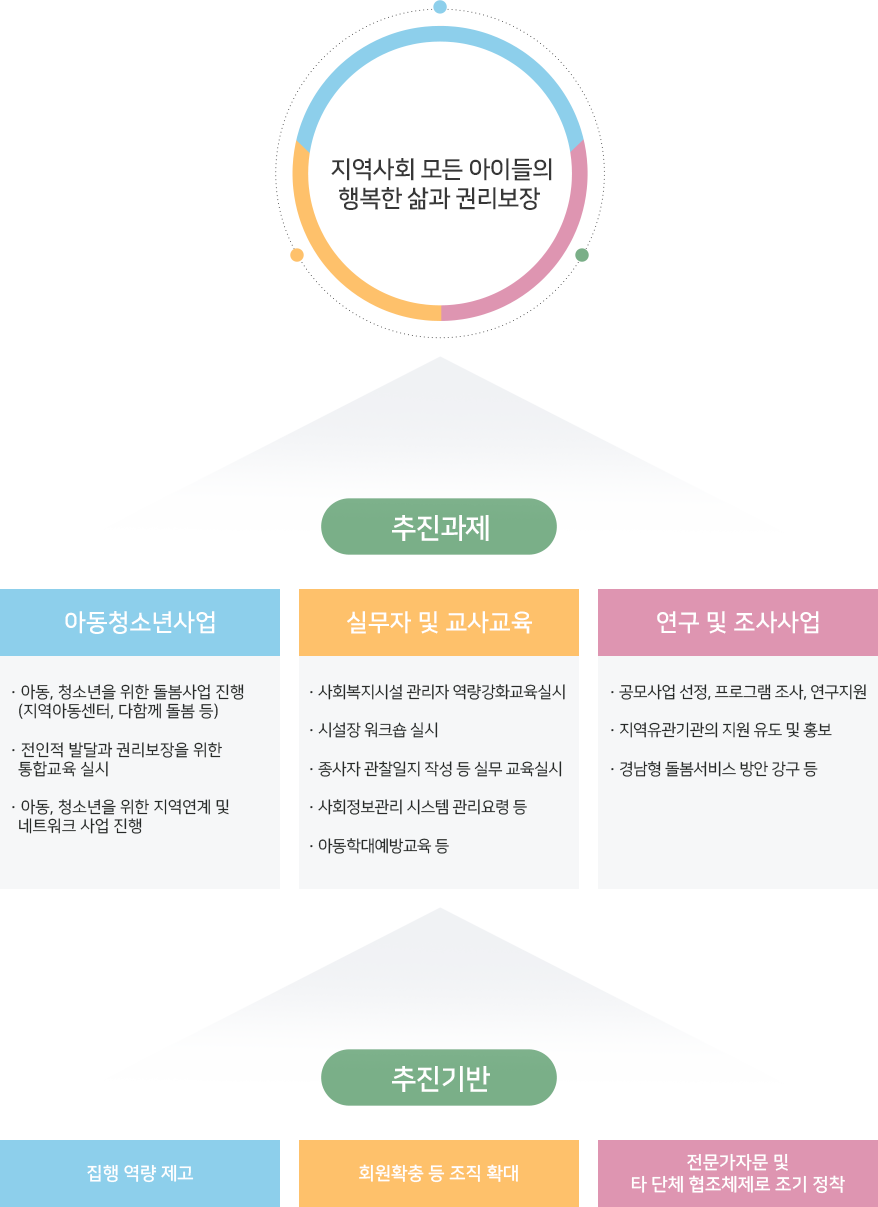 지역사회 모든 아이들의
행복한 삶과 권리보장
추진과제
아동청소년사업
· 아동, 청소년을 위한 돌봄사업 진행
(지역아동센터, 다함께 돌봄 등)
· 전인적 발달과 권리보장을 위한
통합교육 실시
· 아동, 청소년을 위한 지역연계 및
네트워크 사업 진행
실무자 및 교사교육
· 사회복지시설 관리자 역량강화교육실시
· 시설장 워크숍 실시
· 종사자 관찰일지 작성 등 실무 교육실시
· 사회정보관리 시스템 관리요령 등
· 아동학대예방교육 등
연구 및 조사사업
· 공모사업 선정, 프로그램 조사, 연구지원
· 지역유관기관의 지원 유도 및 홍보
· 경남형 돌봄서비스 방안 강구 등
추진기반
집행 역량 제고
회원확충 등 조직 확대
전문가자문 및
타 단체 협조체제로 조기 정착